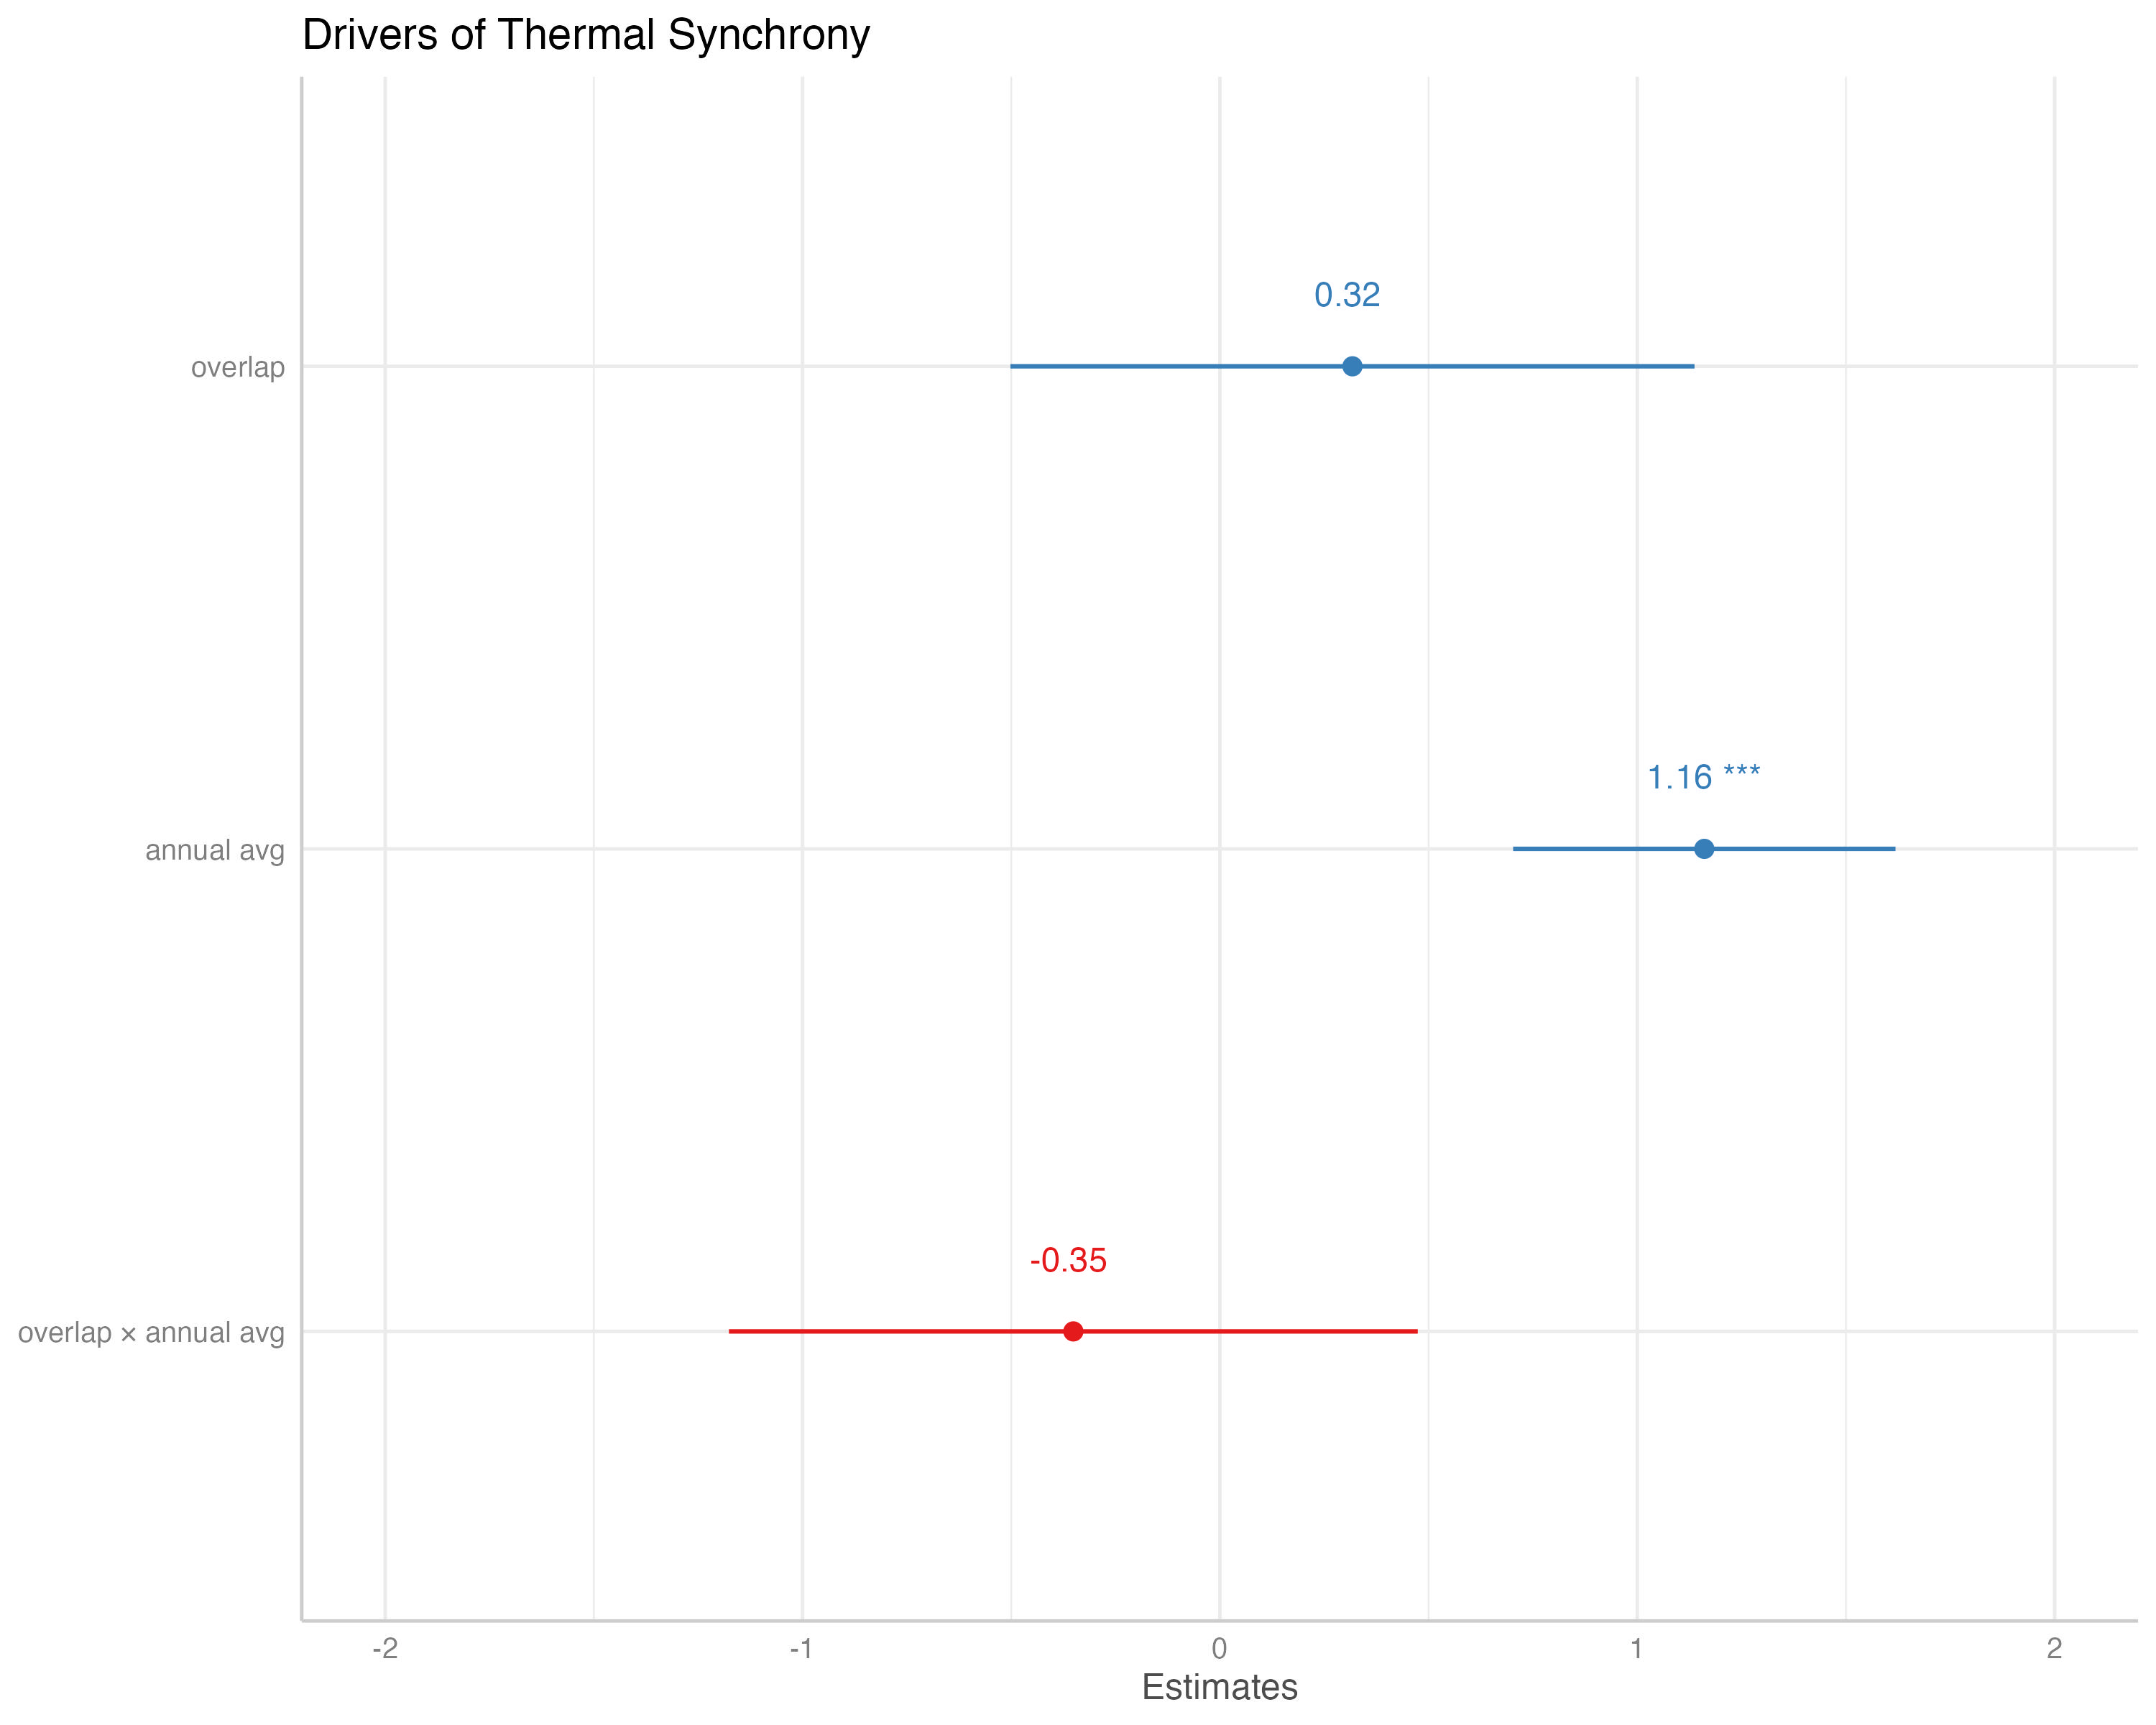 Drivers of Thermal Synchrony
overlap
0.32
annual avg
1.16 ***
overlap × annual avg
-0.35
-2 -1 0 1 2
Estimates